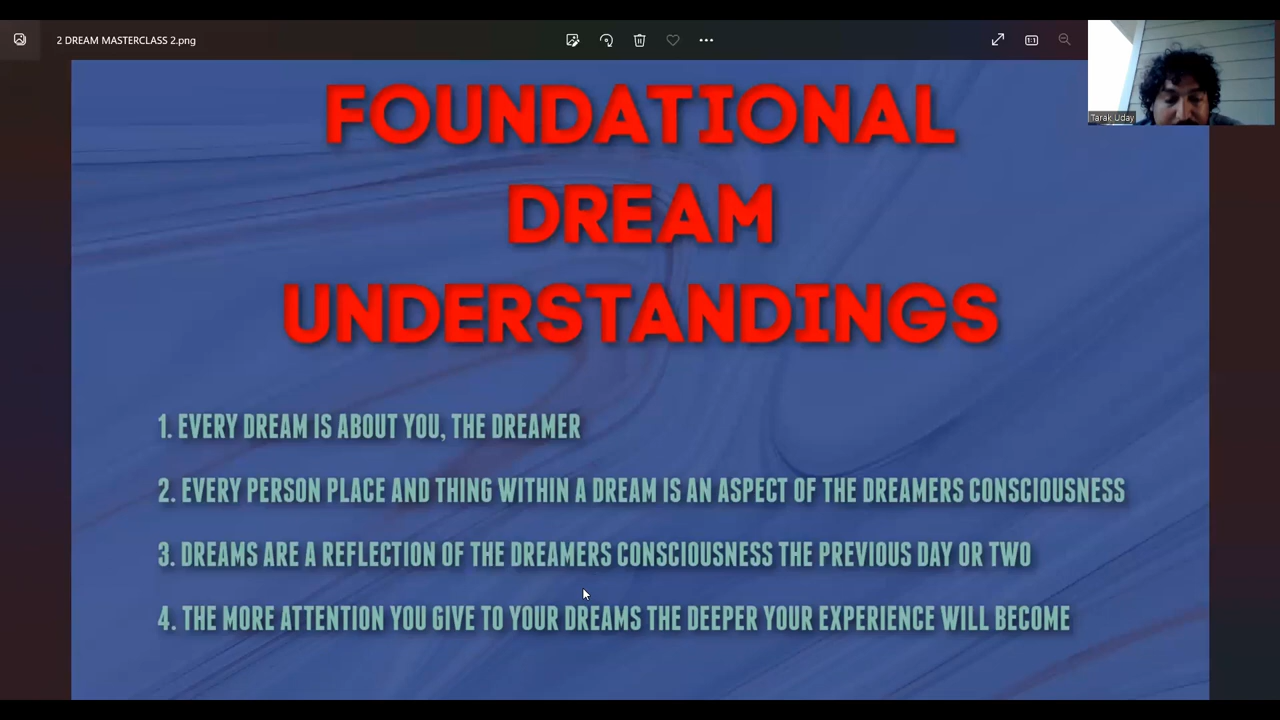 2 DREAM MASTERCLASS 2.png
1:1
Tarak Uday
FOUNDATIONAL
DREAM
UNDERSTANDINGS
1. EVERY DREAM IS ABOUT YOU, THE DREAMER
2. EVERY PERSON PLACE AND THING WITHIN A DREAM IS AN ASPECT OF THE DREAMERS CONSCIOUSNESS
3. DREAMS ARE A REFLECTION OF THE DREAMERS CONSCIOUSNESS THE PREVIOUS DAY OR TWO
4. THE MORE ATTENTION YOU GIVE TO YOUR DREAMS THE DEEPER YOUR EXPERIENCE WILL BECOME